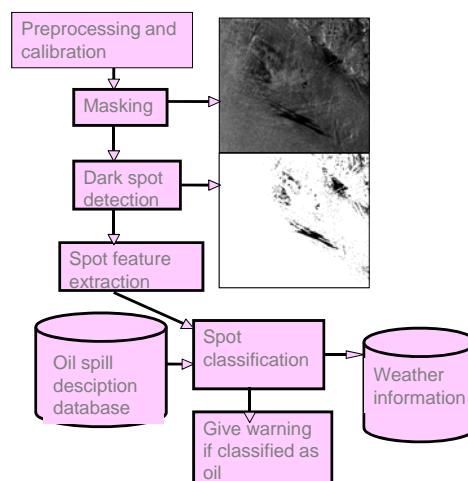 Preprocessing and
calibration
Masking
Dark spot
detection
Spot feature
extraction
Oil spill
desciption
database
Spot
classification
Weather
information
Give warning
if classified as
oil